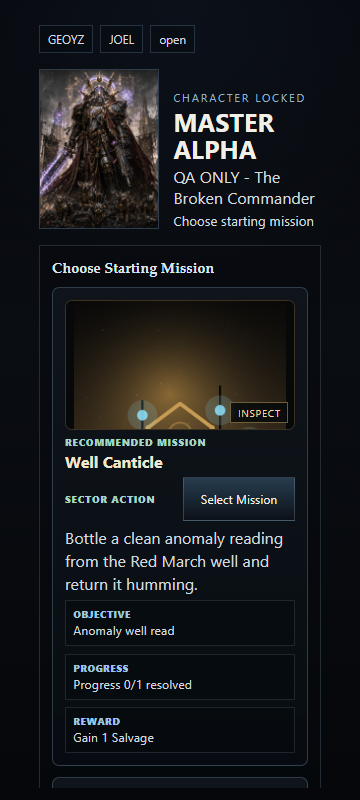 GEOYZ JOEL open
CHARACTER LOCKED
MASTER
ALPHA
QA ONLY - The
Broken Commander
Choose starting mission
Choose Starting Mission
INSPECT
RECOMMENDED MISSION
Well Canticle
SECTOR ACTION Select Mission
Bottle a clean anomaly reading
from the Red March well and
return it humming.
OBJECTIVE
Anomaly well read
PROGRESS
Progress 0/1 resolved
REWARD
Gain 1 Salvage